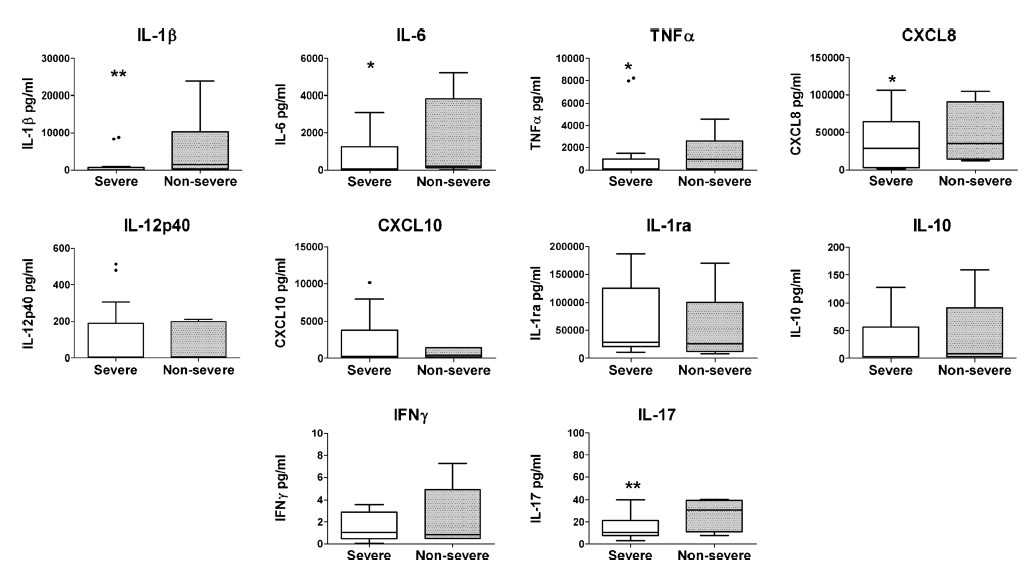 IL-1β
IL-1β pg/ml
30000
20000
10000
0
**
Severe Non-severe
IL-6
IL-6 pg/ml
6000
4000
2000
0
*
Severe Non-severe
TNFα
TNFα pg/ml
10000
8000
6000
4000
2000
0
*
Severe Non-severe
CXCL8
CXCL8 pg/ml
150000
100000
50000
0
*
Severe Non-severe
IL-12p40
IL-12p40 pg/ml
600
400
200
0
Severe Non-severe
CXCL10
CXCL10 pg/ml
15000
10000
5000
0
Severe Non-severe
IL-1ra
IL-1ra pg/ml
200000
150000
100000
50000
0
Severe Non-severe
IL-10
IL-10 pg/ml
200
150
100
50
0
Severe Non-severe
IFNγ
IFNγ pg/ml
10
8
6
4
2
0
Severe Non-severe
IL-17
IL-17 pg/ml
100
80
60
40
20
0
**
Severe Non-severe